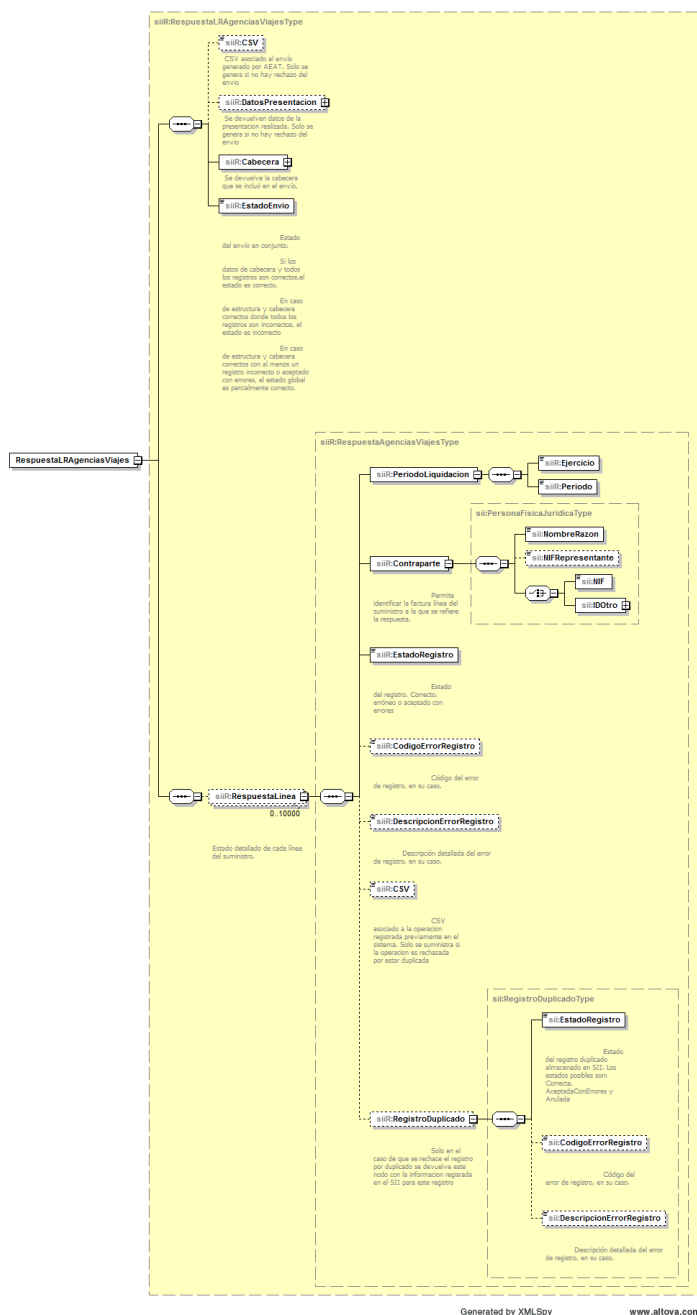 siiR:RespuestaLRAgenciasViajesType
siiR:CSV
CSV asociado al envío
generado por AEAT. Solo se
genera si no hay rechazo del
envio
siiR:DatosPresentacion
Se devuelven datos de la
presentacion realizada. Solo se
genera si no hay rechazo del
envio
siiR:Cabecera
Se devuelve la cabecera
que se incluó en el envío.
siiR:EstadoEnvio
Estado
del envío en conjunto.
Si los
datos de cabecera y todos
los registros son correctos,el
estado es correcto.
En caso
de estructura y cabecera
correctos donde todos los
registros son incorrectos, el
estado es incorrecto
En caso
de estructura y cabecera
correctos con al menos un
registro incorrecto o aceptado
con errores, el estado global
es parcialmente correcto.
RespuestaLRAgenciasViajes
siiR:RespuestaAgenciasViajesType
siiR:PeriodoLiquidacion
siiR:Ejercicio
siiR:Periodo
sii:PersonaFisicaJuridicaType
siiR:Contraparte
sii:NombreRazon
sii:NIFRepresentante
sii:NIF
sii:IDOtro
Permite
identificar la factura línea del
suministro a la que se refiere
la respuesta.
siiR:EstadoRegistro
Estado
del registro. Correcto,
erróneo o aceptado con
errores
siiR:CodigoErrorRegistro
Código del error
de registro, en su caso.
siiR:RespuestaLinea
0..10000
Estado detallado de cada línea
del suministro.
siiR:DescripcionErrorRegistro
Descripción detallada del error
de registro, en su caso.
siiR:CSV
CSV
asociado a la operacion
registrada previamente en el
sistema. Solo se suministra si
la operacion es rechazada
por estar duplicada
sii:RegistroDuplicadoType
sii:EstadoRegistro
Estado
del registro duplicado
almacenado en SII. Los
estados posibles son:
Correcta,
AceptadaConErrores y
Anulada
siiR:RegistroDuplicado
Solo en el
caso de que se rechace el registro
por duplicado se devuelve este
nodo con la informacion regisrada
en el SII para este registro
sii:CodigoErrorRegistro
Código del
error de registro, en su caso.
sii:DescripcionErrorRegistro
Descripción detallada del error
de registro, en su caso.
Generated by XMLSpy
www.altova.com